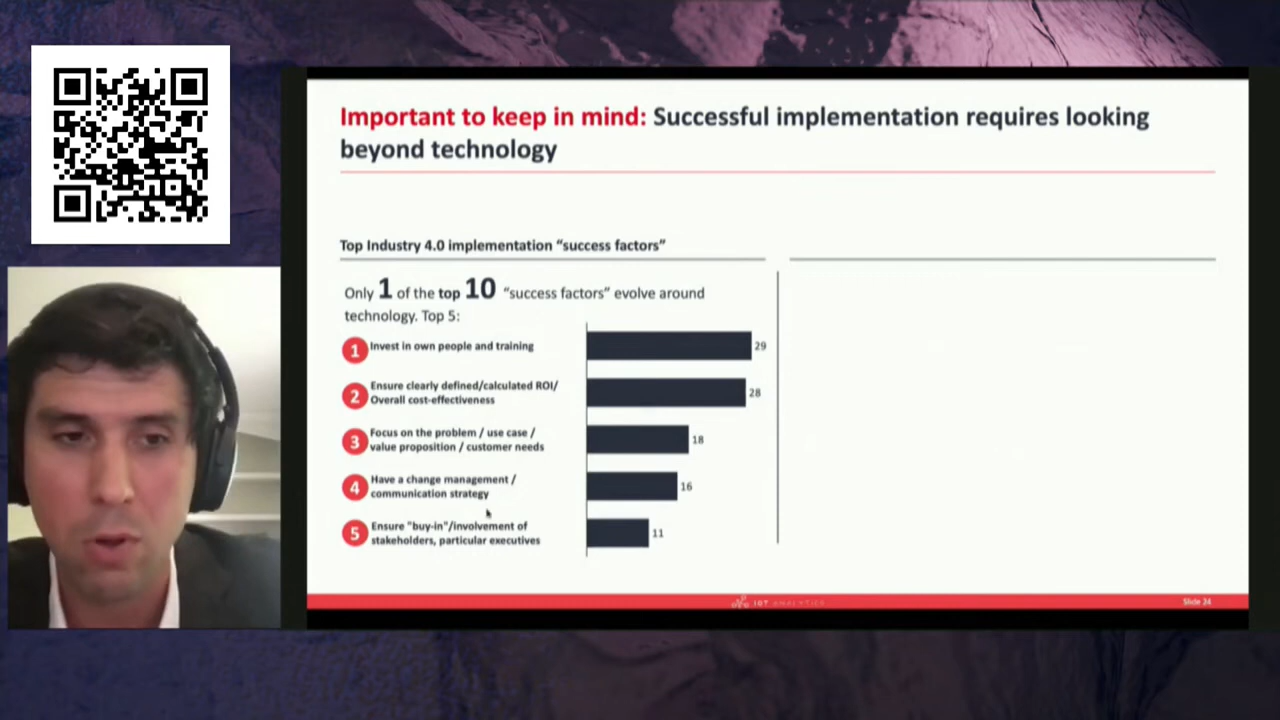 Important to keep in mind: Successful implementation requires looking
beyond technology
Top Industry 4.0 implementation “success factors”
Only 1 of the top 10 “success factors” evolve around
technology. Top 5:
1 Invest in own people and training 29
2 Ensure clearly defined/calculated ROI/
Overall cost-effectiveness 28
3 Focus on the problem / use case /
value proposition / customer needs 18
4 Have a change management /
communication strategy 16
5 Ensure "buy-in"/involvement of
stakeholders, particular executives 11
IOT ANALYTICS
Slide 24